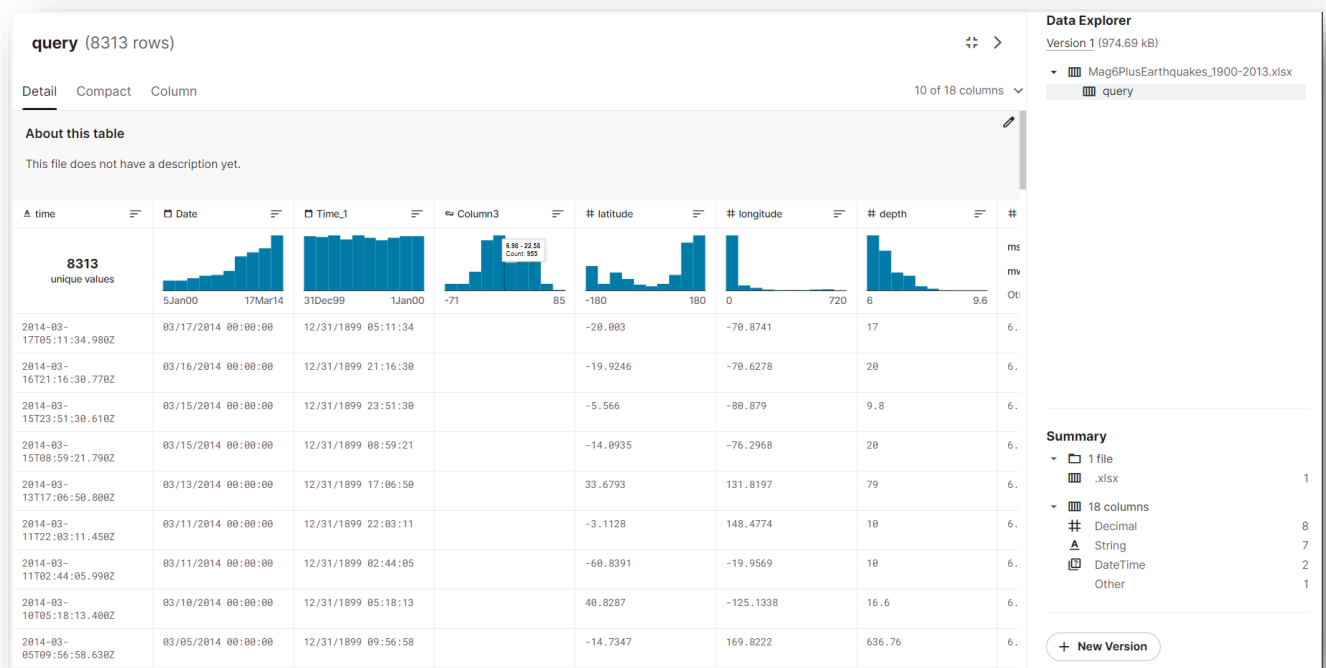 query (8313 rows)
Detail Compact Column 10 of 18 columns
About this table
This file does not have a description yet.
time Date Time_1 Column3 # latitude # longitude # depth #
8313
unique values
5Jan00 17Mar14
31Dec99 1Jan00
6.98 - 22.58
Count: 955
-71 85
-180 180
0 720
6 9.6
2014-03-
17T05:11:34.980Z 03/17/2014 00:00:00 12/31/1899 05:11:34 -20.003 -70.8741 17 6.
2014-03-
16T21:16:30.770Z 03/16/2014 00:00:00 12/31/1899 21:16:30 -19.9246 -70.6278 20 6.
2014-03-
15T23:51:30.610Z 03/15/2014 00:00:00 12/31/1899 23:51:30 -5.566 -80.879 9.8 6.
2014-03-
15T08:59:21.790Z 03/15/2014 00:00:00 12/31/1899 08:59:21 -14.0935 -76.2968 20 6.
2014-03-
13T17:06:50.800Z 03/13/2014 00:00:00 12/31/1899 17:06:50 33.6793 131.8197 79 6.
2014-03-
11T22:03:11.450Z 03/11/2014 00:00:00 12/31/1899 22:03:11 -3.1128 148.4774 10 6.
2014-03-
11T02:44:05.990Z 03/11/2014 00:00:00 12/31/1899 02:44:05 -60.8391 -19.9569 10 6.
2014-03-
10T05:18:13.400Z 03/10/2014 00:00:00 12/31/1899 05:18:13 40.8287 -125.1338 16.6 6.
2014-03-
05T09:56:58.630Z 03/05/2014 00:00:00 12/31/1899 09:56:58 -14.7347 169.8222 636.76 6.
Data Explorer
Version 1 (974.69 kB)
Mag6PlusEarthquakes_1900-2013.xlsx
query
Summary
1 file
.xlsx 1
18 columns
# Decimal 8
A String 7
DateTime 2
Other 1
+ New Version